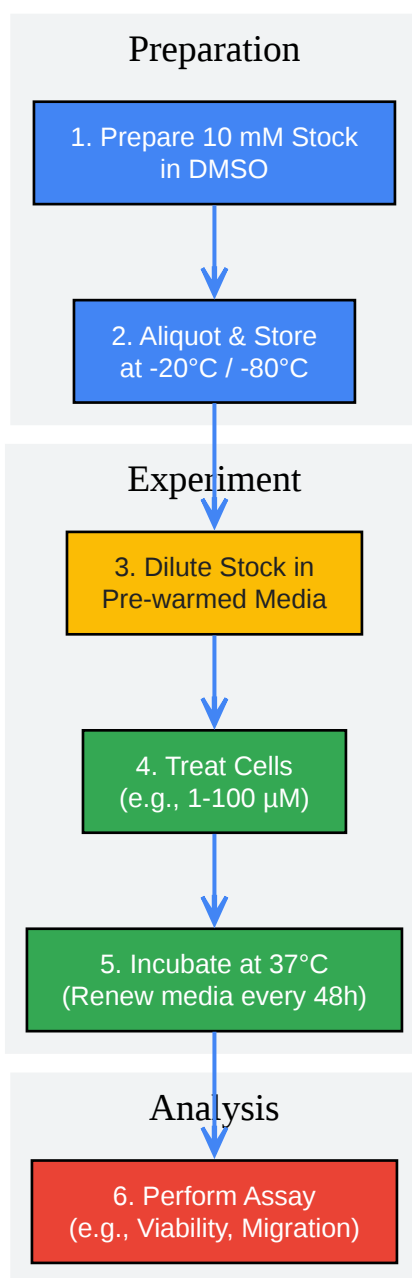 Preparation
1. Prepare 10 mM Stock
in DMSO
2. Aliquot & Store
at -20°C / -80°C
Experiment
3. Dilute Stock in
Pre-warmed Media
4. Treat Cells
(e.g., 1-100 µM)
5. Incubate at 37°C
(Renew media every 48h)
Analysis
6. Perform Assay
(e.g., Viability, Migration)